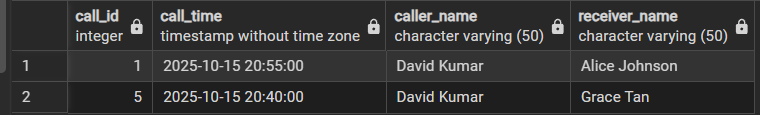 call_id call_time caller_name receiver_name
integer timestamp without time zone character varying (50) character varying (50)
1 1 2025-10-15 20:55:00 David Kumar Alice Johnson
2 5 2025-10-15 20:40:00 David Kumar Grace Tan